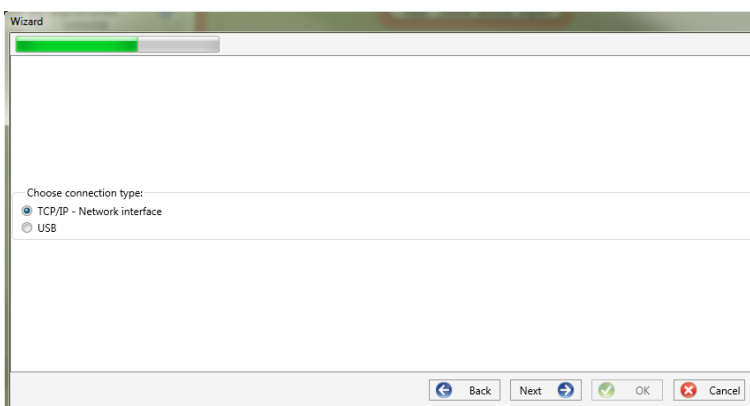 Wizard
Choose connection type:
TCP/IP - Network interface
USB
Back Next OK Cancel